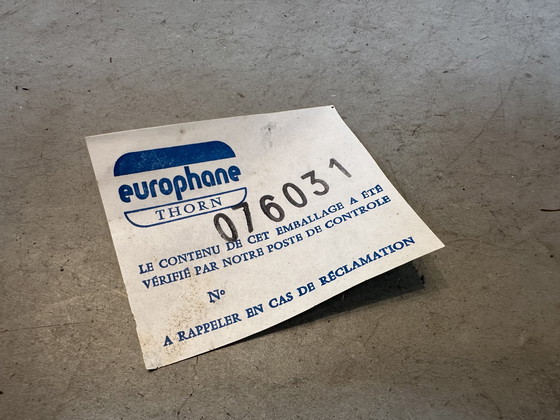 europhane
THORN
076031
LE CONTENU DE CET EMBALLAGE A ÉTÉ
VÉRIFIÉ PAR NOTRE POSTE DE CONTROLE
No
A RAPPELER EN CAS DE RÉCLAMATION